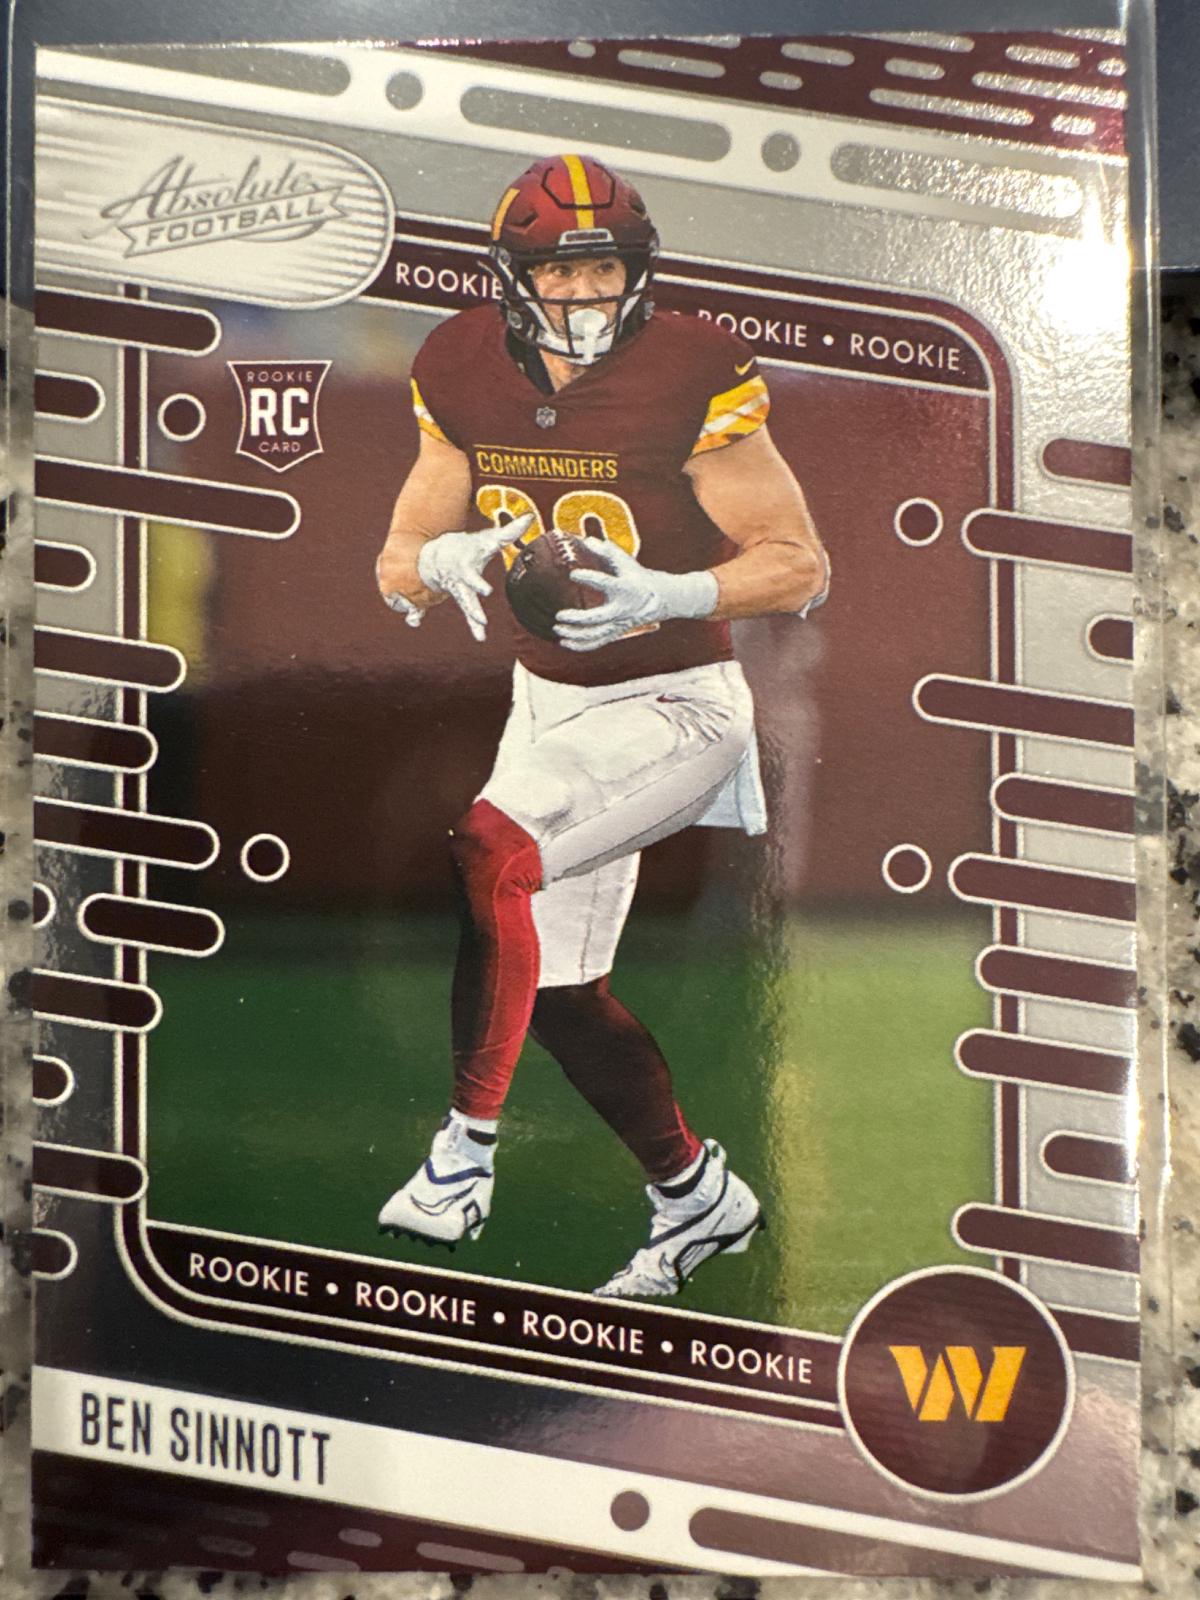 Absolute
FOOTBALL
ROOKIE
ROOKIE • ROOKIE
ROOKIE
RC
CARD
COMMANDERS
ROOKIE • ROOKIE • ROOKIE • ROOKIE
W
BEN SINNOTT